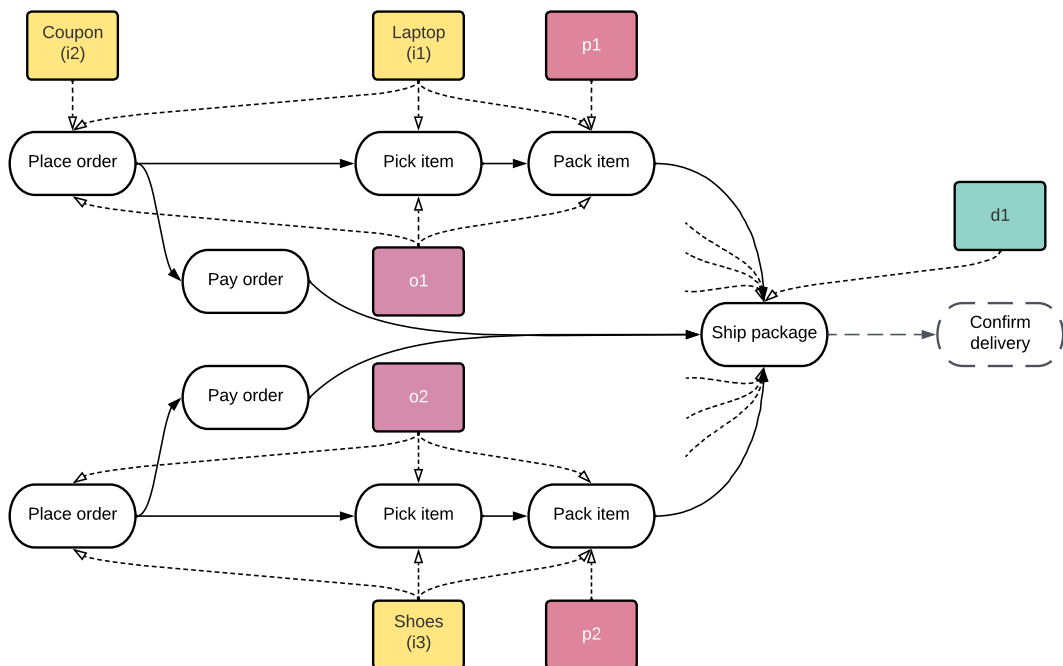 Coupon
(i2)
Laptop
(i1)
p1
Place order
Pick item
Pack item
d1
Pay order
o1
Ship package
Confirm
delivery
Pay order
o2
Place order
Pick item
Pack item
Shoes
(i3)
p2